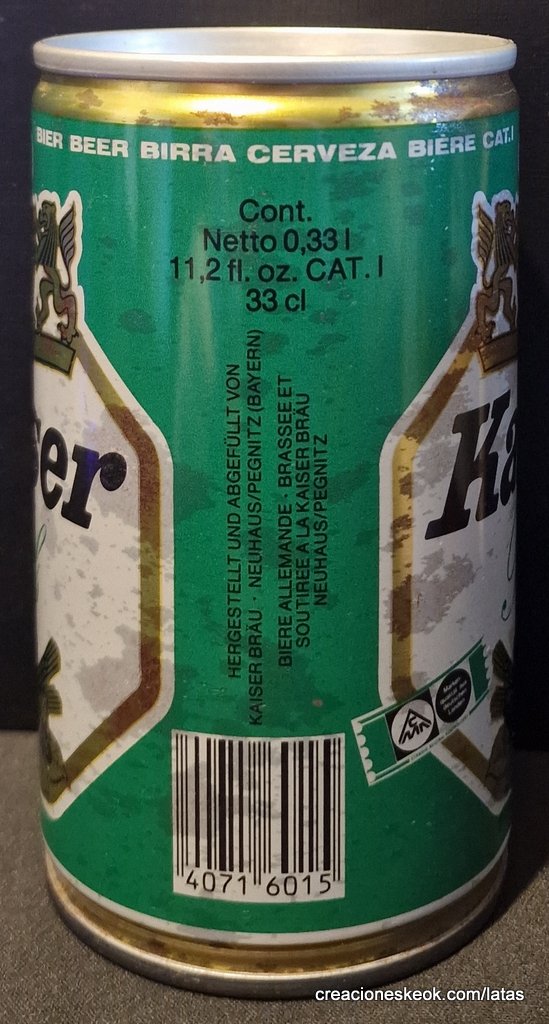 BIER BEER BIRRA CERVEZA BIÈRE CAT.I
Cont.
Netto 0,33 l
11,2 fl. oz. CAT. I
33 cl
HERGESTELLT UND ABGEFÜLLT VON
KAISER BRÄU · NEUHAUS/PEGNITZ (BAYERN)
BIERE ALLEMANDE · BRASSEE ET
SOUTIREE A LA KAISER BRÄU
NEUHAUS/PEGNITZ
ser
Ka
CMA
4071 6015
creacioneskeok.com/latas